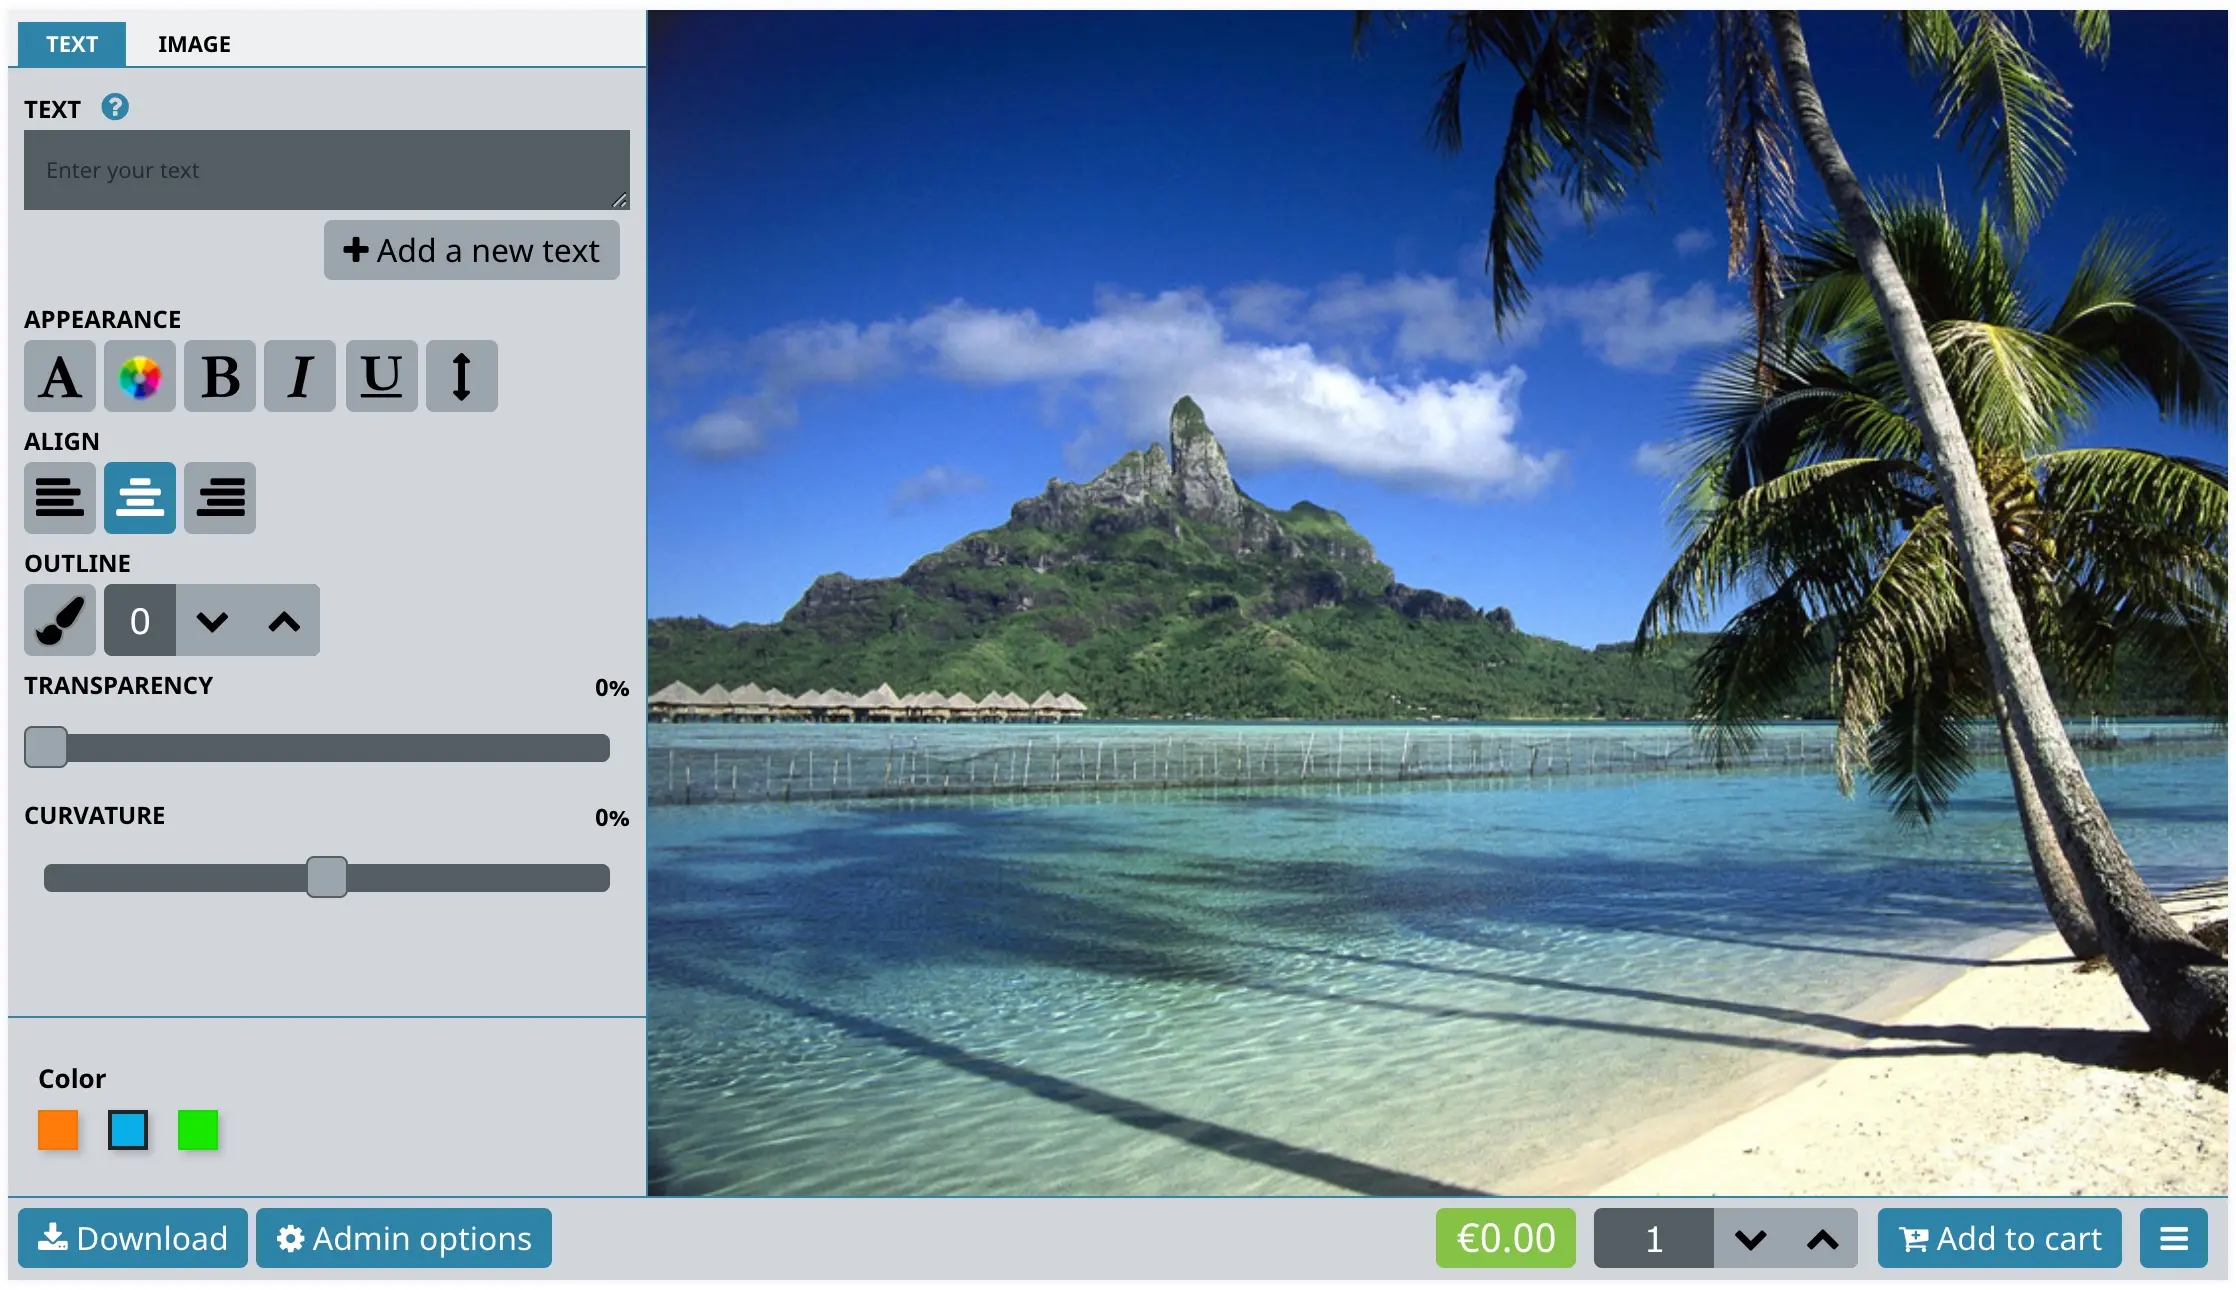 TEXT IMAGE
TEXT ?
Enter your text
Add a new text
APPEARANCE
A B I U
ALIGN
OUTLINE
0
TRANSPARENCY 0%
CURVATURE 0%
Color
Download Admin options €0.00 1 Add to cart